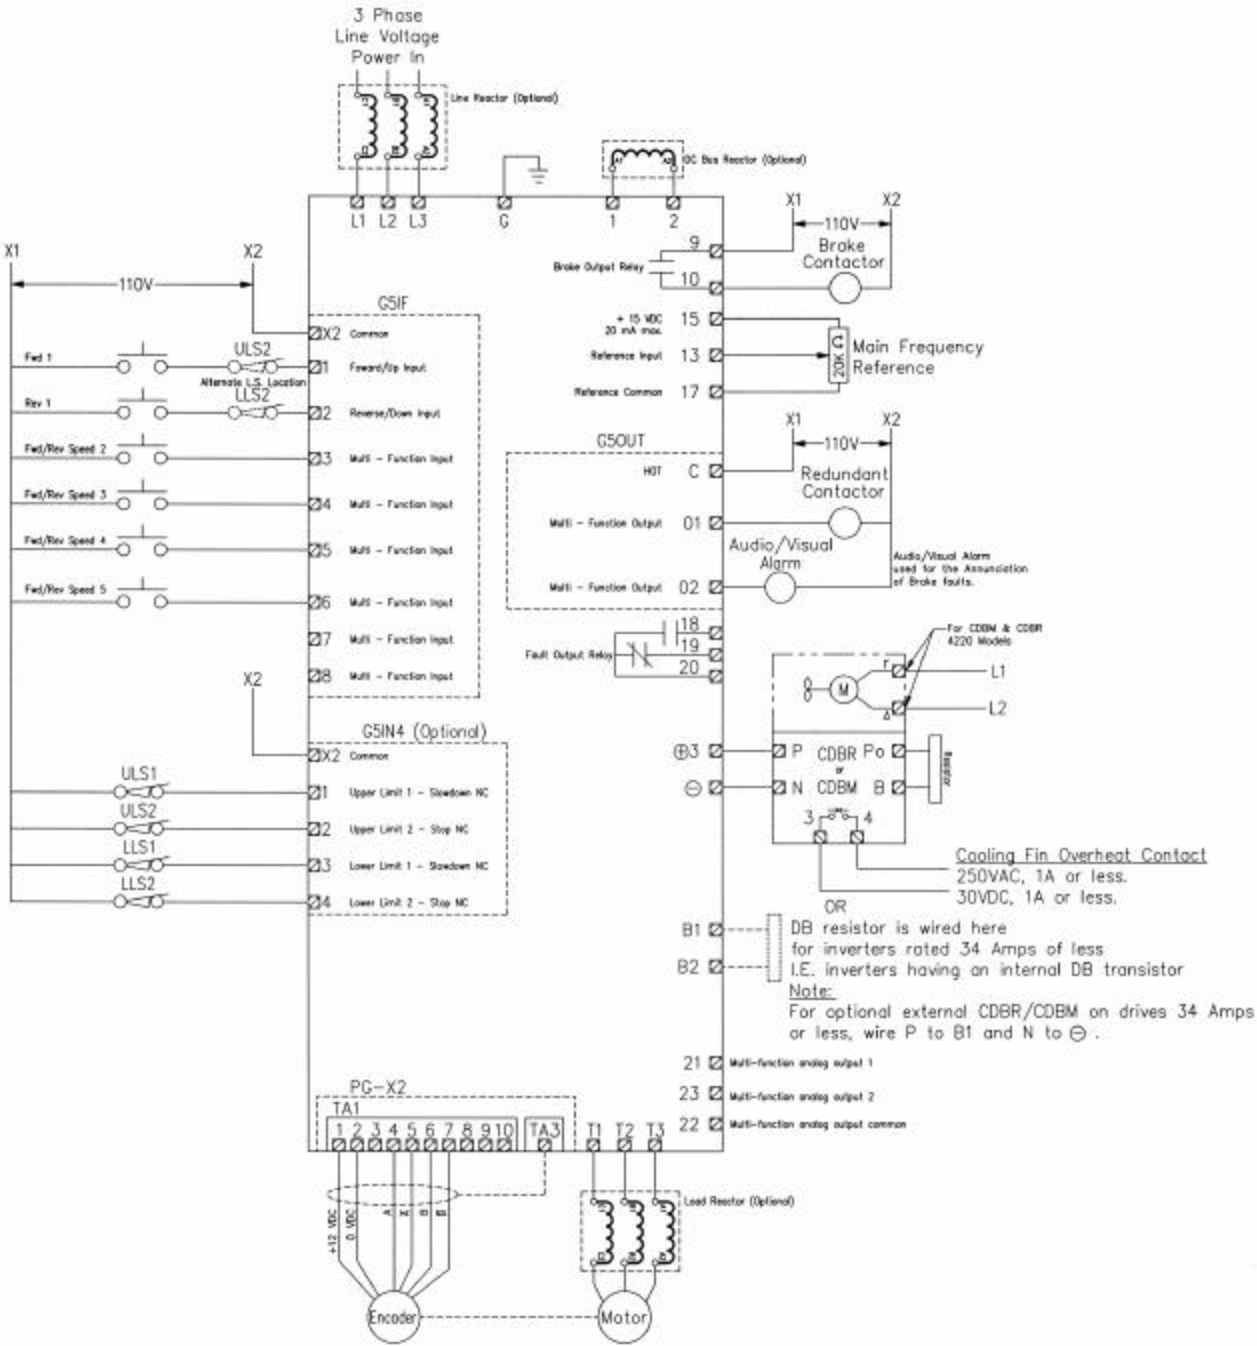 3 Phase
Line Voltage
Power In
Line Reactor (Optional)
DC Bus Reactor (Optional)
A1 A2
L1 L2 L3 G 1 2
X1 X2
110V
Brake
Contactor
9
Brake Output Relay
10
X1 X2
110V
G5IF
X2 Common
Fwd 1
ULS2
1 Foward/Up Input
Alternate L.S. Location
Rev 1
LLS2
2 Reverse/Down Input
Fwd/Rev Speed 2
3 Multi - Function Input
Fwd/Rev Speed 3
4 Multi - Function Input
Fwd/Rev Speed 4
5 Multi - Function Input
Fwd/Rev Speed 5
6 Multi - Function Input
7 Multi - Function Input
8 Multi - Function Input
+ 15 VDC
20 mA max.
15
Reference Input 13
Reference Common 17
20K
Main Frequency
Reference
X1 X2
110V
G5OUT
HOT C
Redundant
Contactor
Multi - Function Output 01
Audio/Visual
Alarm
Multi - Function Output 02
Audio/Visual Alarm
used for the Annunciation
of Brake faults.
18
19
Fault Output Relay
20
For CDBM & CDBR
4220 Models
r
M
L1
Δ
L2
⊕3
P CDBR Po
or
⊖
N CDBM B
Resistor
3 4
Cooling Fin Overheat Contact
250VAC, 1A or less.
30VDC, 1A or less.
OR
B1
B2
DB resistor is wired here
for inverters rated 34 Amps of less
I.E. inverters having an internal DB transistor
Note:
For optional external CDBR/CDBM on drives 34 Amps
or less, wire P to B1 and N to ⊖ .
X2
G5IN4 (Optional)
X2 Common
ULS1
1 Upper Limit 1 - Slowdown NC
ULS2
2 Upper Limit 2 - Stop NC
LLS1
3 Lower Limit 1 - Slowdown NC
LLS2
4 Lower Limit 2 - Stop NC
21 Multi-function analog output 1
23 Multi-function analog output 2
22 Multi-function analog output common
PG-X2
TA1
1 2 3 4 5 6 7 8 9 10 TA3 T1 T2 T3
+12 VDC
0 VDC
A
A̅
B
B̅
Load Reactor (Optional)
Encoder
Motor